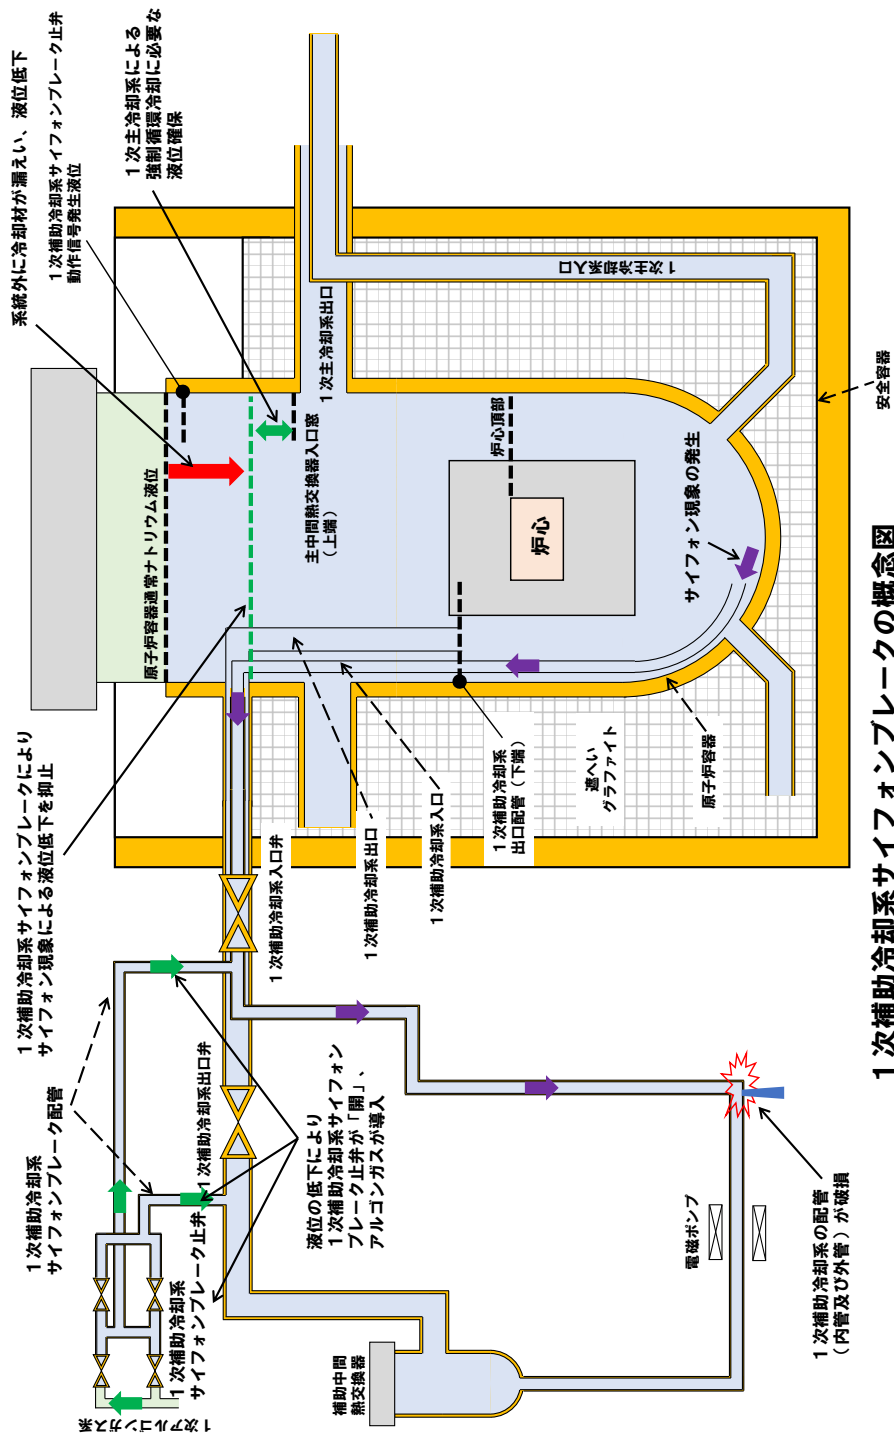 系統外に冷却材が漏えい、液位低下
1次補助冷却系サイフォンブレーク止弁
動作信号発生液位
1次主冷却系による
強制循環冷却に必要な
液位確保
1次主冷却系入口
1次主冷却系出口
安全容器
原子炉容器通常ナトリウム液位
主中間熱交換器入口窓
(上端)
炉心頂部
炉心
サイフォン現象の発生
1次補助冷却系サイフォンブレークにより
サイフォン現象による液位低下を抑止
1次補助冷却系入口弁
1次補助冷却系出口
1次補助冷却系入口
1次補助冷却系
出口配管(下端)
遮へい
グラファイト
原子炉容器
1次補助冷却系
サイフォンブレーク配管
1次補助冷却系出口弁
液位の低下により
1次補助冷却系サイフォン
ブレーク止弁が「開」、
アルゴンガスが導入
1次補助冷却系
サイフォンブレーク止弁
1次アルゴンガス系
補助中間
熱交換器
電磁ポンプ
1次補助冷却系の配管
(内管及び外管)が破損
1次補助冷却系サイフォンブレークの概念図